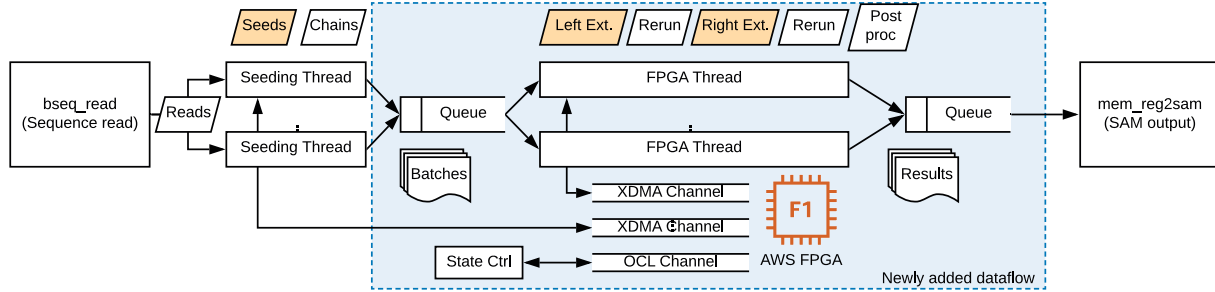 Seeds
Chains
Left Ext.
Rerun
Right Ext.
Rerun
Post
proc
bseq_read
(Sequence read)
Reads
Seeding Thread
Seeding Thread
Queue
Batches
FPGA Thread
FPGA Thread
Queue
Results
mem_reg2sam
(SAM output)
XDMA Channel
XDMA Channel
OCL Channel
State Ctrl
F1
AWS FPGA
Newly added dataflow